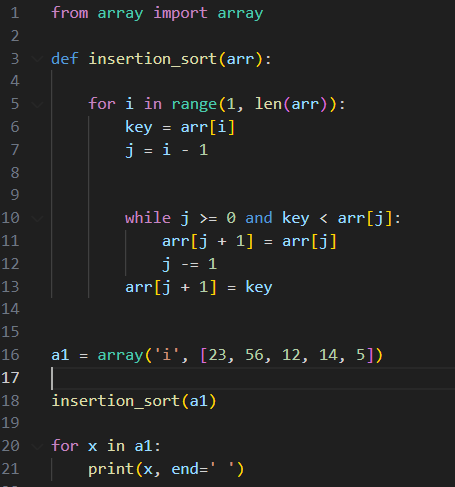 1 from array import array
2
3 def insertion_sort(arr):
4
5     for i in range(1, len(arr)):
6         key = arr[i]
7         j = i - 1
8
9
10         while j >= 0 and key < arr[j]:
11             arr[j + 1] = arr[j]
12             j -= 1
13         arr[j + 1] = key
14
15
16 a1 = array('i', [23, 56, 12, 14, 5])
17
18 insertion_sort(a1)
19
20 for x in a1:
21     print(x, end=' ')